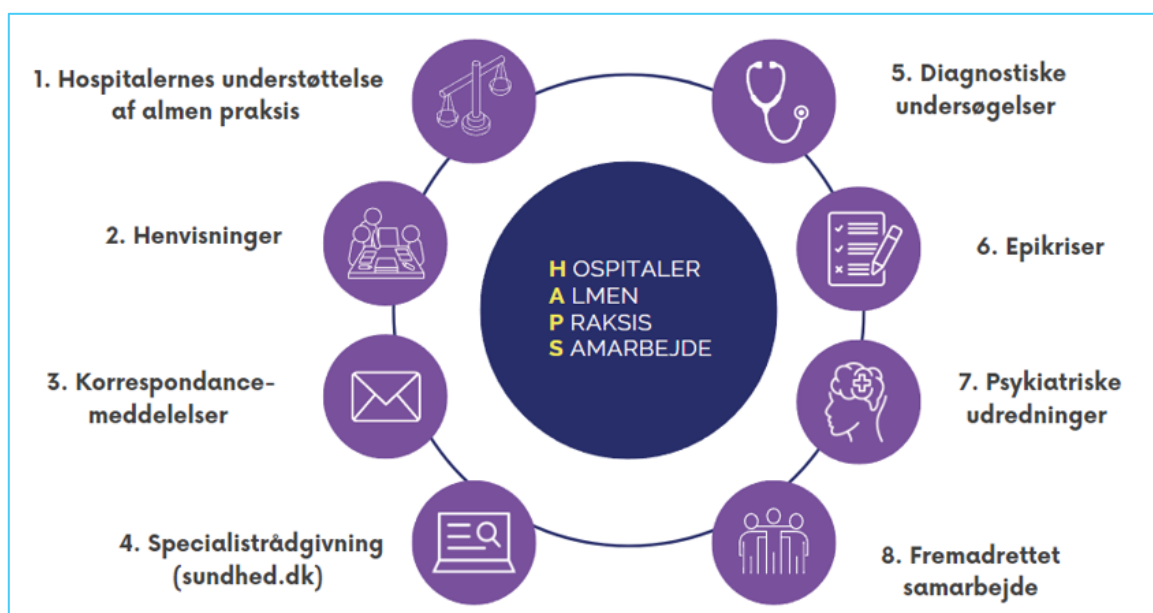 1. Hospitalernes understøttelse
af almen praksis
2. Henvisninger
3. Korrespondance-
meddelelser
4. Specialistrådgivning
(sundhed.dk)
H OSPITALER
A LMEN
P RAKSIS
S AMARBEJDE
5. Diagnostiske
undersøgelser
6. Epikriser
7. Psykiatriske
udredninger
8. Fremadrettet
samarbejde